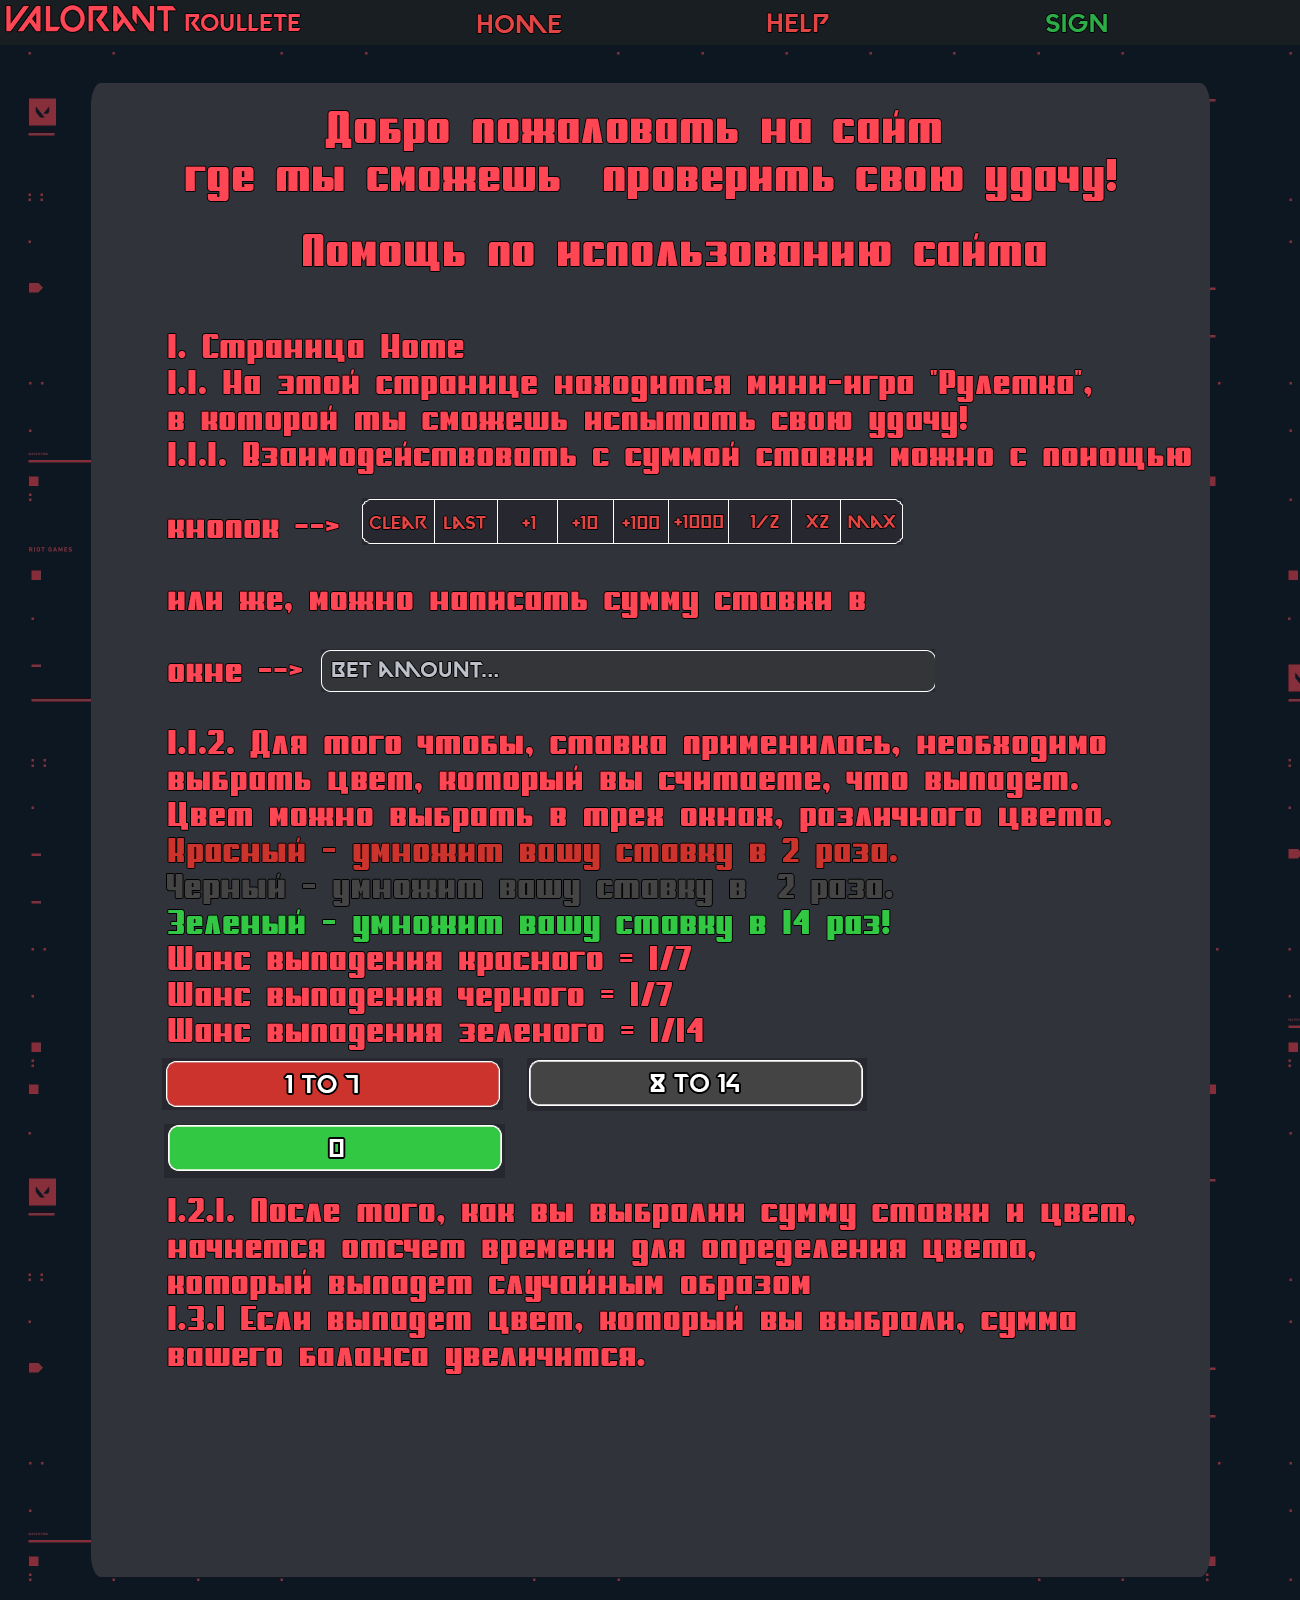 VALORANT ROULLETE HOME HELP SIGN
Добро пожаловать на сайт
где ты сможешь проверить свою удачу!
Помощь по использованию сайта
1. Страница Home
1.1. На этой странице находится мини-игра "Рулетка",
в которой ты сможешь испытать свою удачу!
1.1.1. Взаимодействовать с суммой ставки можно с понощью
кнопок --> CLEAR LAST +1 +10 +100 +1000 1/2 X2 MAX
или же, можно написать сумму ставки в
окне --> BET AMOUNT...
RIOT GAMES
1.1.2. Для того чтобы, ставка применилась, необходимо
выбрать цвет, который вы считаете, что выпадет.
Цвет можно выбрать в трех окнах, различного цвета.
Красный - умножит вашу ставку в 2 раза.
Черный - умножит вашу ставку в 2 раза.
Зеленый - умножит вашу ставку в 14 раз!
Шанс выпадения красного = 1/7
Шанс выпадения черного = 1/7
Шанс выпадения зеленого = 1/14
1 TO 7 8 TO 14
0
1.2.1. После того, как вы выбралии сумму ставки и цвет,
начнется отсчет времени для определения цвета,
который выпадет случайным образом
1.3.1 Если выпадет цвет, который вы выбрали, сумма
вашего баланса увеличится.